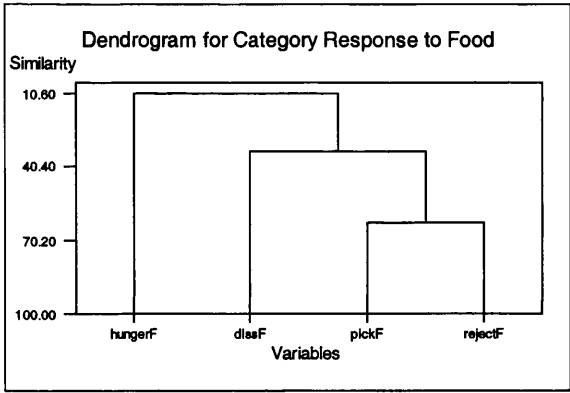 Dendrogram for Category Response to Food
Similarity
10.60
40.40
70.20
100.00
hungerF dissF pickF rejectF
Variables